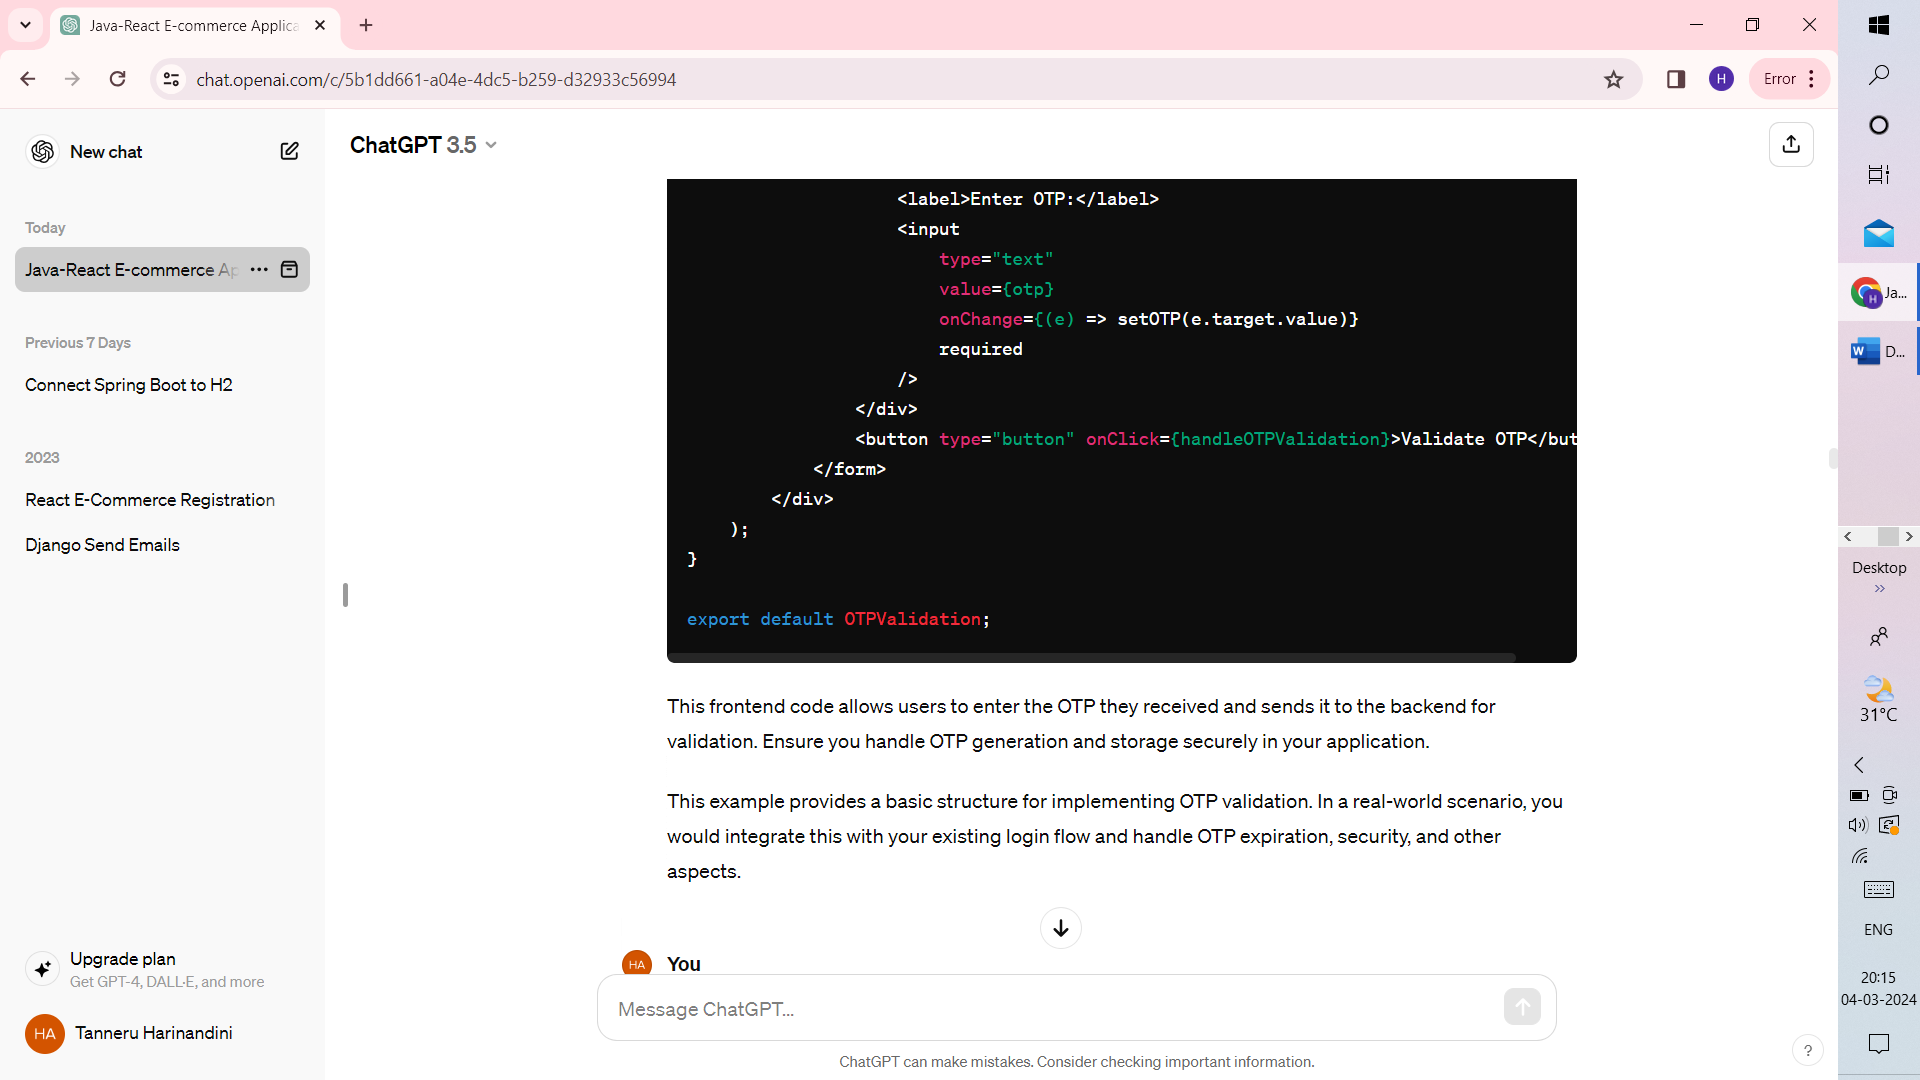 Java-React E-commerce Applica
chat.openai.com/c/5b1dd661-a04e-4dc5-b259-d32933c56994
H
Error
New chat
Today
Java-React E-commerce Ap
Previous 7 Days
Connect Spring Boot to H2
2023
React E-Commerce Registration
Django Send Emails
Upgrade plan
Get GPT-4, DALL·E, and more
HA
Tanneru Harinandini
ChatGPT 3.5
<label>Enter OTP:</label>
<input
type="text"
value={otp}
onChange={(e) => setOTP(e.target.value)}
required
/>
</div>
<button type="button" onClick={handleOTPValidation}>Validate OTP</but
</form>
</div>
);
}
export default OTPValidation;
This frontend code allows users to enter the OTP they received and sends it to the backend for
validation. Ensure you handle OTP generation and storage securely in your application.
This example provides a basic structure for implementing OTP validation. In a real-world scenario, you
would integrate this with your existing login flow and handle OTP expiration, security, and other
aspects.
HA
You
Message ChatGPT...
ChatGPT can make mistakes. Consider checking important information.
?
H
Ja...
W
D...
Desktop
31°C
ENG
20:15
04-03-2024